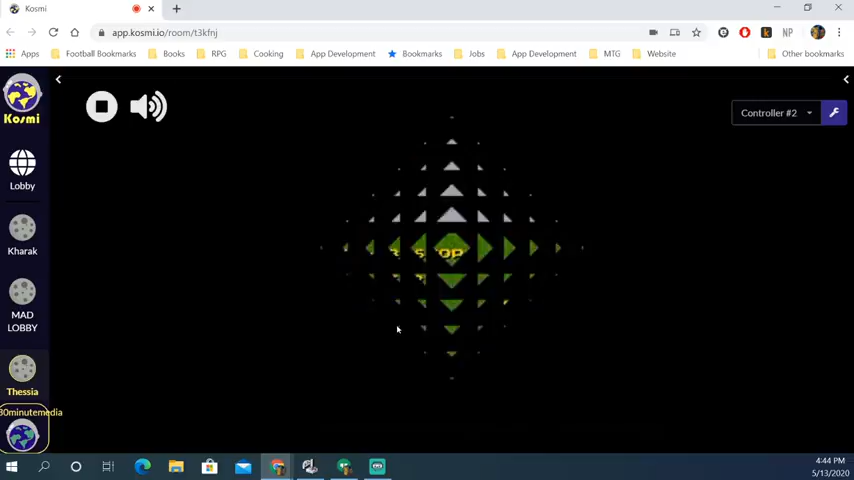 Kosmi
app.kosmi.io/room/t3kfnj
NP
Apps
Football Bookmarks
Books
RPG
Cooking
App Development
Bookmarks
Jobs
App Development
MTG
Website
Other bookmarks
Kosmi
Controller #2
Lobby
Kharak
MAD
LOBBY
Thessia
30minutemedia
4:44 PM
5/13/2020